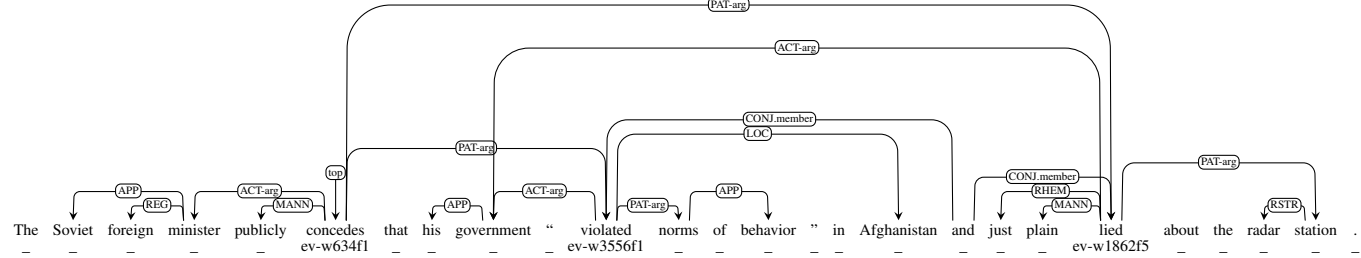 PAT-arg
ACT-arg
CONJ.member
LOC
PAT-arg
PAT-arg
top
CONJ.member
APP ACT-arg ACT-arg RHEM
REG MANN APP PAT-arg APP MANN RSTR
The Soviet foreign minister publicly concedes that his government “ violated norms of behavior ” in Afghanistan and just plain lied about the radar station .
ev-w634f1 ev-w3556f1 ev-w1862f5
_ _ _ _ _ _ _ _ _ _ _ _ _ _ _ _ _ _ _ _ _ _ _ _ _ _